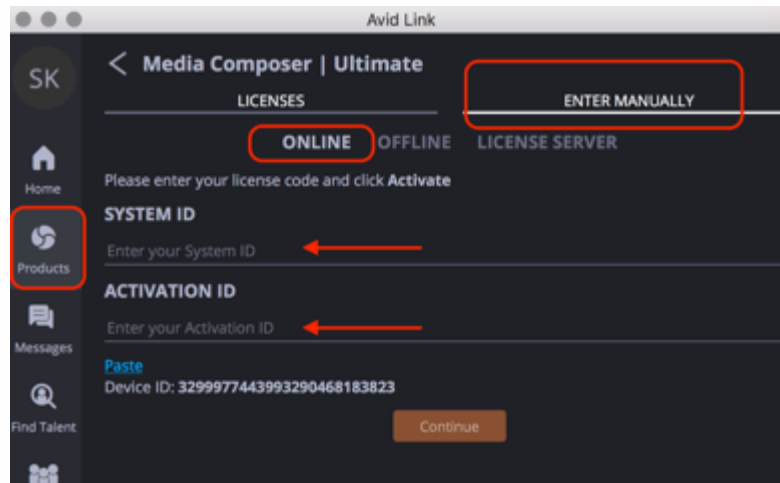 Avid Link
SK
Media Composer | Ultimate
LICENSES
ENTER MANUALLY
ONLINE OFFLINE LICENSE SERVER
Home
Please enter your license code and click Activate
SYSTEM ID
Enter your System ID
Products
ACTIVATION ID
Enter your Activation ID
Messages
Paste
Device ID: 3299977443993290468183823
Continue
Find Talent